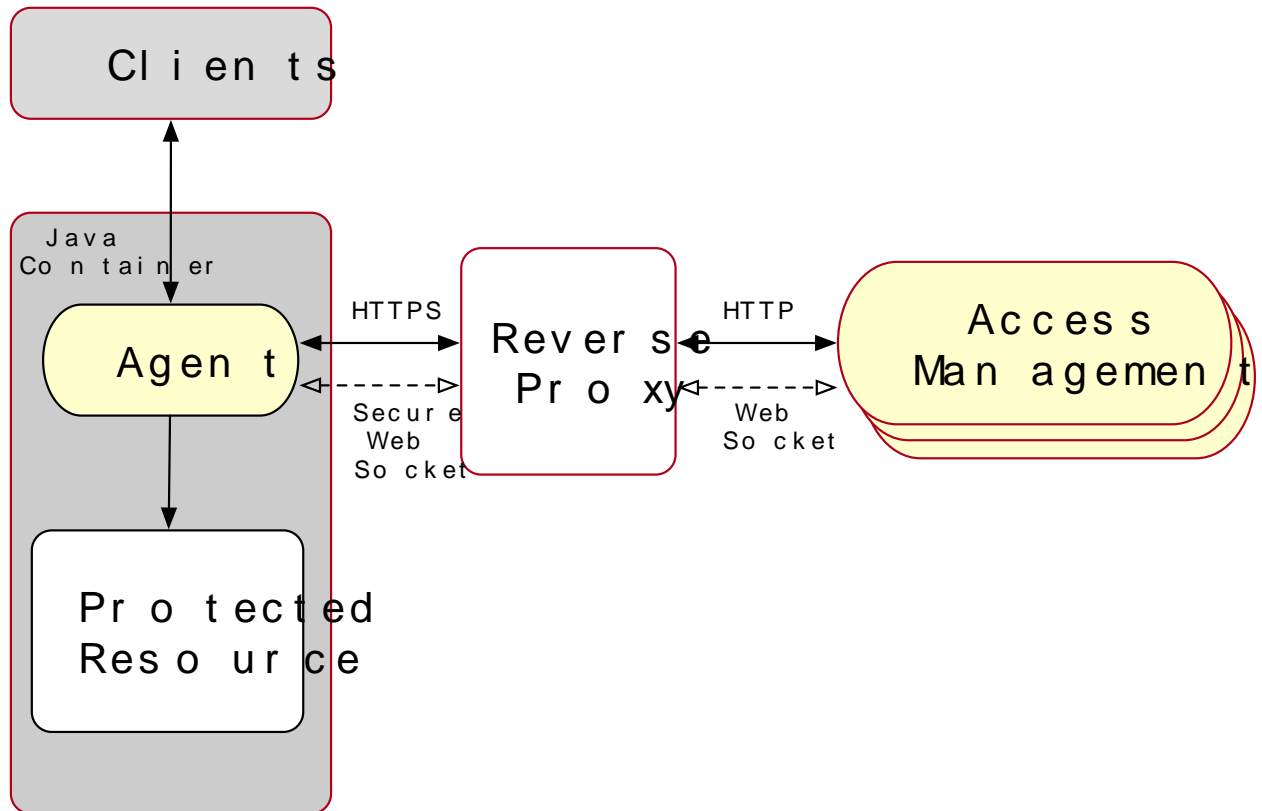 Clients
Java
Container
Agent
HTTPS
Secure
Web
Socket
Reverse
Proxy
HTTP
Web
Socket
Access
Management
Protected
Resource